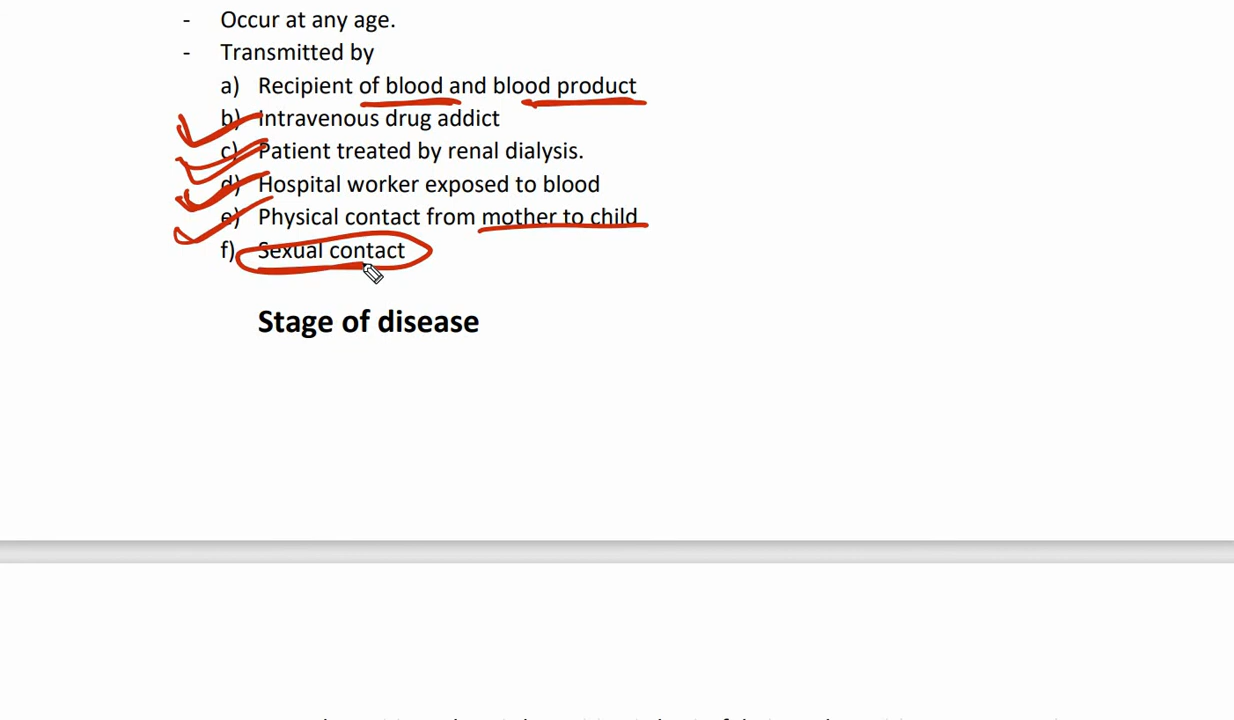 - Occur at any age.
- Transmitted by
a) Recipient of blood and blood product
b) Intravenous drug addict
c) Patient treated by renal dialysis.
d) Hospital worker exposed to blood
e) Physical contact from mother to child
f) Sexual contact
Stage of disease